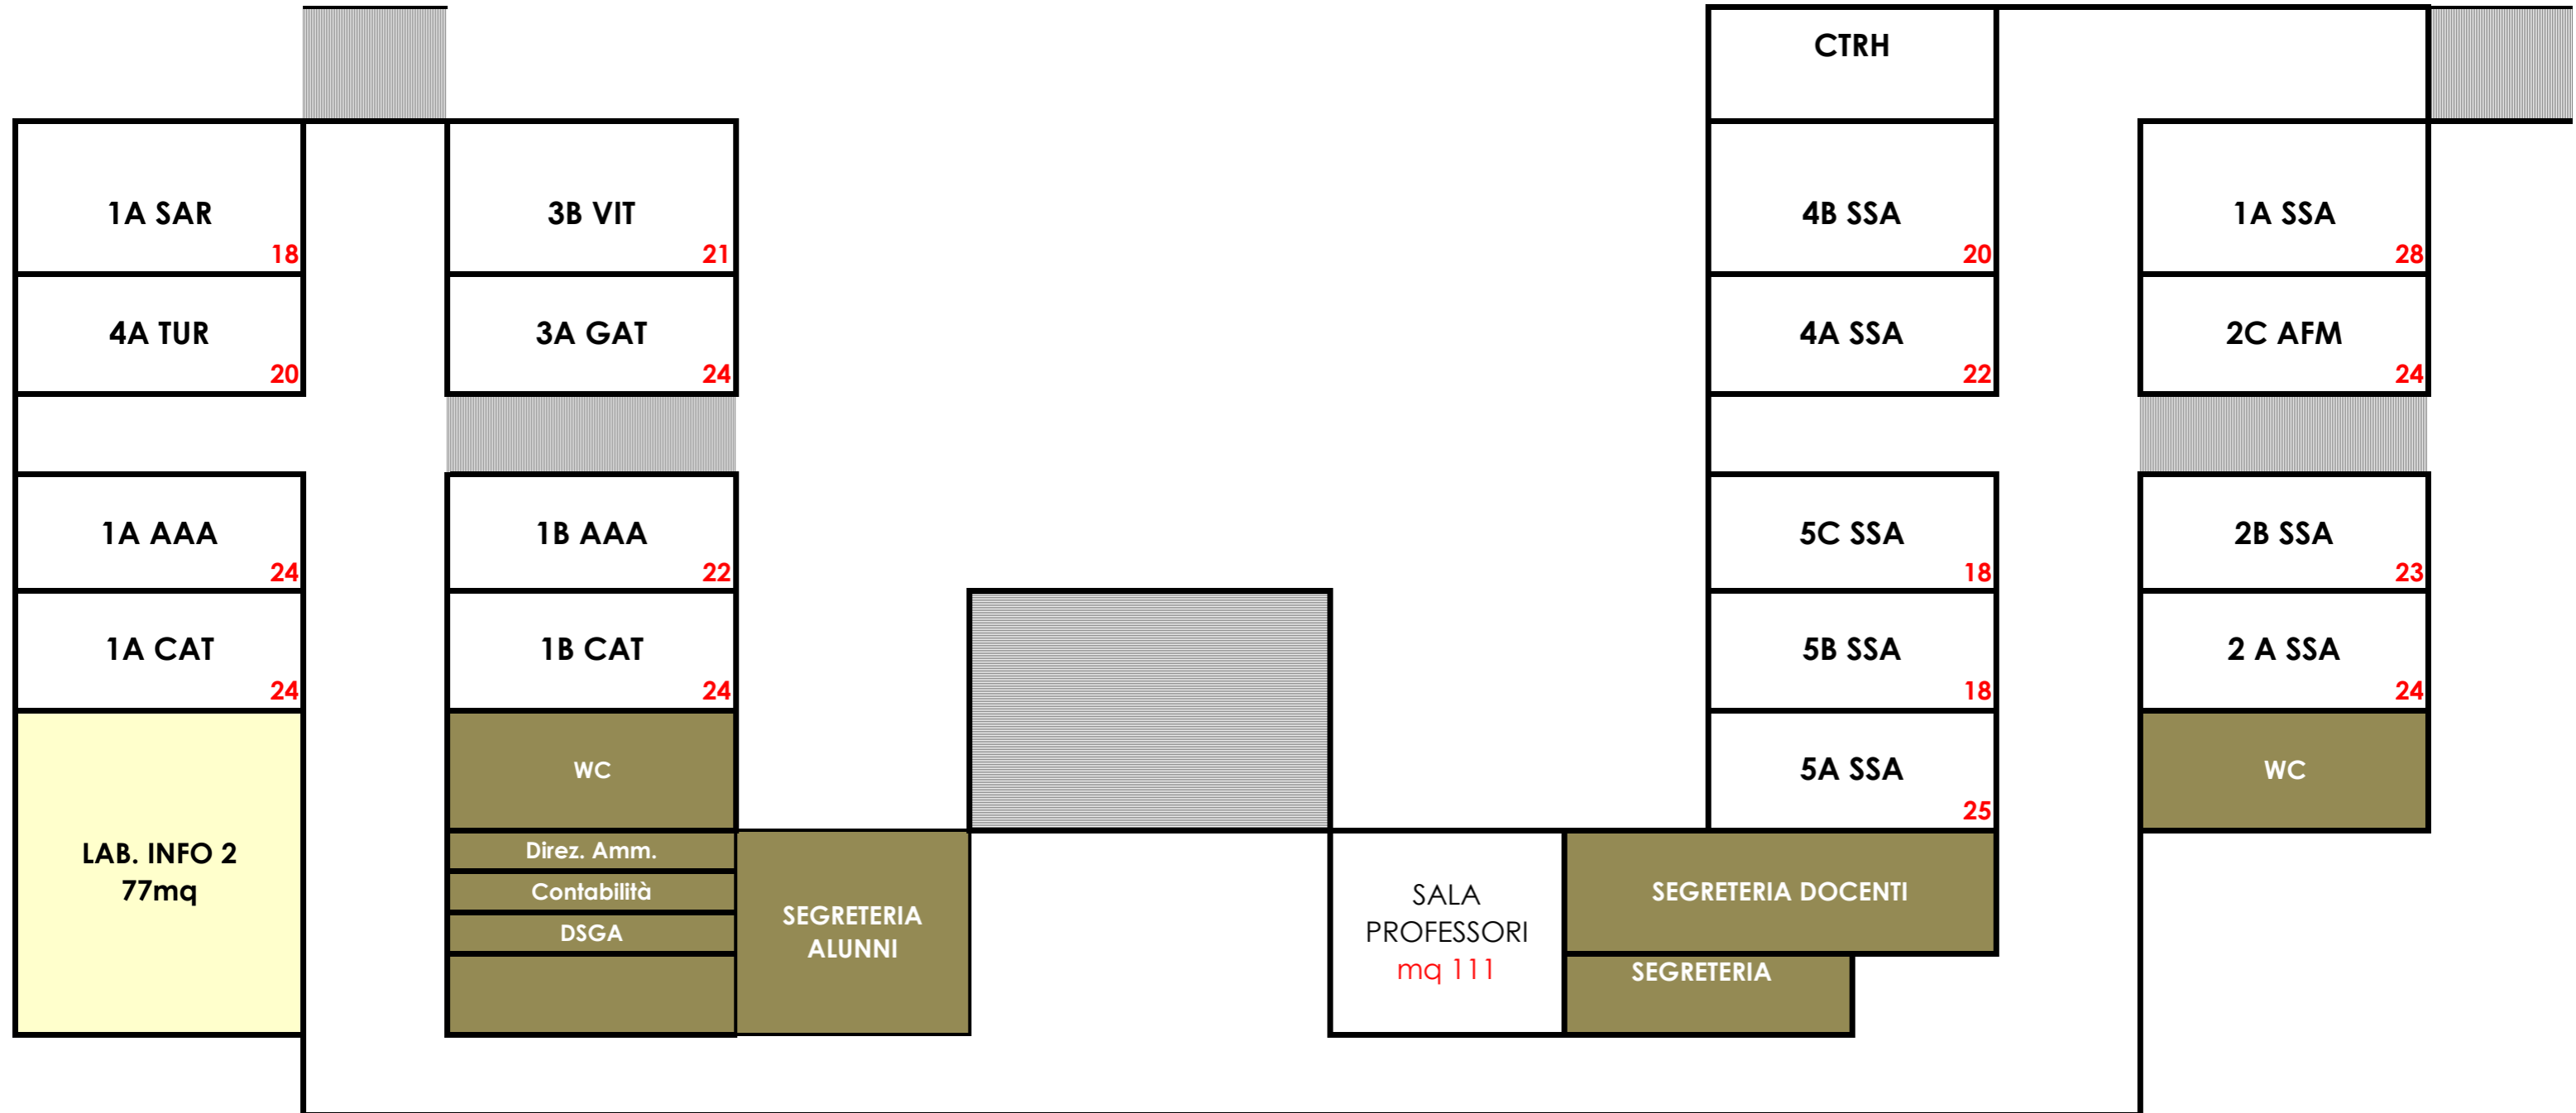 CTRH
1A SAR
18
3B VIT
21
4B SSA
20
1A SSA
28
4A TUR
20
3A GAT
24
4A SSA
22
2C AFM
24
1A AAA
24
1B AAA
22
5C SSA
18
2B SSA
23
1A CAT
24
1B CAT
24
5B SSA
18
2 A SSA
24
WC
5A SSA
25
WC
LAB. INFO 2
77mq
Direz. Amm.
Contabilità
DSGA
SEGRETERIA
ALUNNI
SALA
PROFESSORI
mq 111
SEGRETERIA DOCENTI
SEGRETERIA